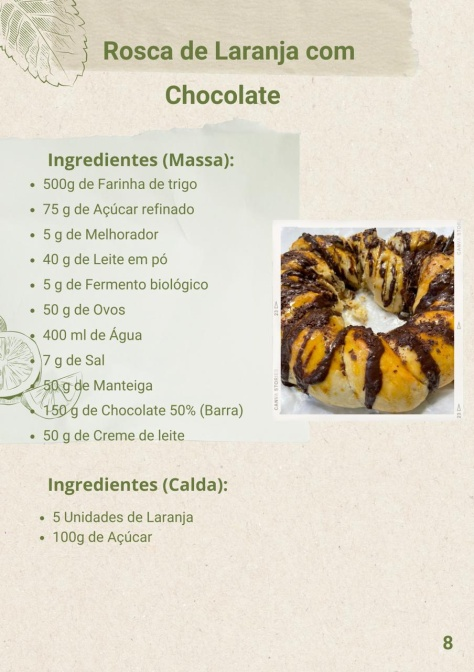 Rosca de Laranja com
Chocolate
Ingredientes (Massa):
• 500g de Farinha de trigo
• 75 g de Açúcar refinado
• 5 g de Melhorador
• 40 g de Leite em pó
• 5 g de Fermento biológico
• 50 g de Ovos
• 400 ml de Água
• 7 g de Sal
• 50 g de Manteiga
• 150 g de Chocolate 50% (Barra)
• 50 g de Creme de leite
Ingredientes (Calda):
• 5 Unidades de Laranja
• 100g de Açúcar
8